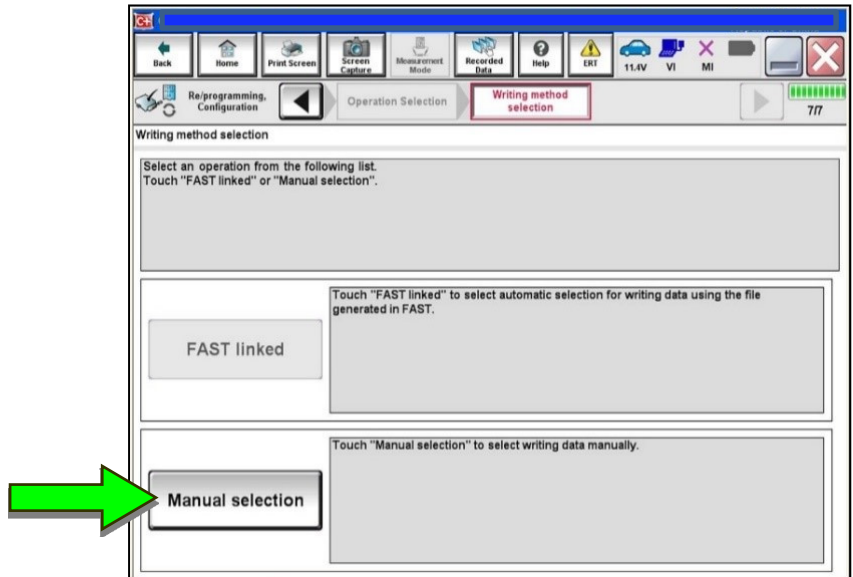 C+
Back
Home
Print Screen
Screen
Capture
Measurement
Mode
Recorded
Data
Help
ERT
11.4V
VI
MI
Re/programming,
Configuration
Operation Selection
Writing method
selection
7/7
Writing method selection
Select an operation from the following list.
Touch "FAST linked" or "Manual selection".
FAST linked
Touch "FAST linked" to select automatic selection for writing data using the file
generated in FAST.
Manual selection
Touch "Manual selection" to select writing data manually.